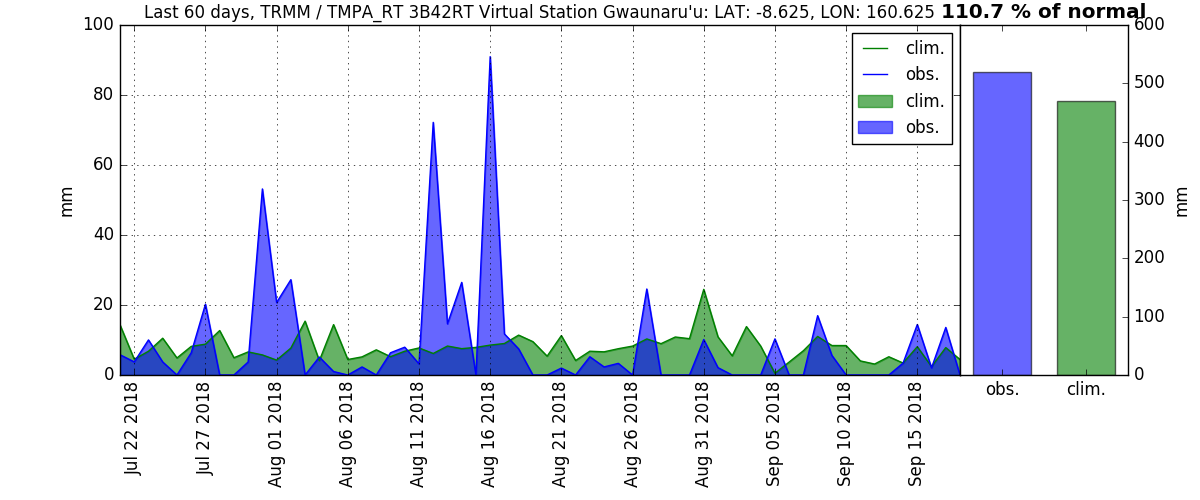 Last 60 days, TRMM / TMPA_RT 3B42RT Virtual Station Gwaunaru'u: LAT: -8.625, LON: 160.625 110.7 % of normal
100
80
60
40
20
0
mm
clim.
obs.
clim.
obs.
Jul 22 2018
Jul 27 2018
Aug 01 2018
Aug 06 2018
Aug 11 2018
Aug 16 2018
Aug 21 2018
Aug 26 2018
Aug 31 2018
Sep 05 2018
Sep 10 2018
Sep 15 2018
600
500
400
300
200
100
0
mm
obs.
clim.